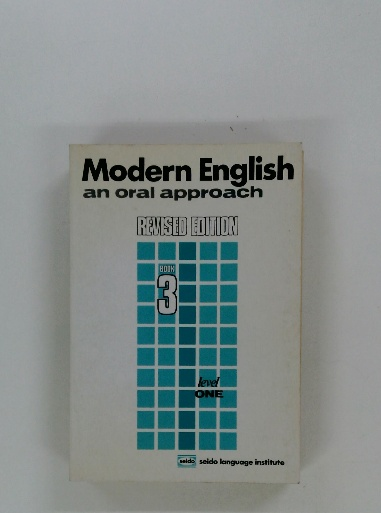 Modern English
an oral approach
REVISED EDITION
BOOK
3
level
ONE
seido seido language institute